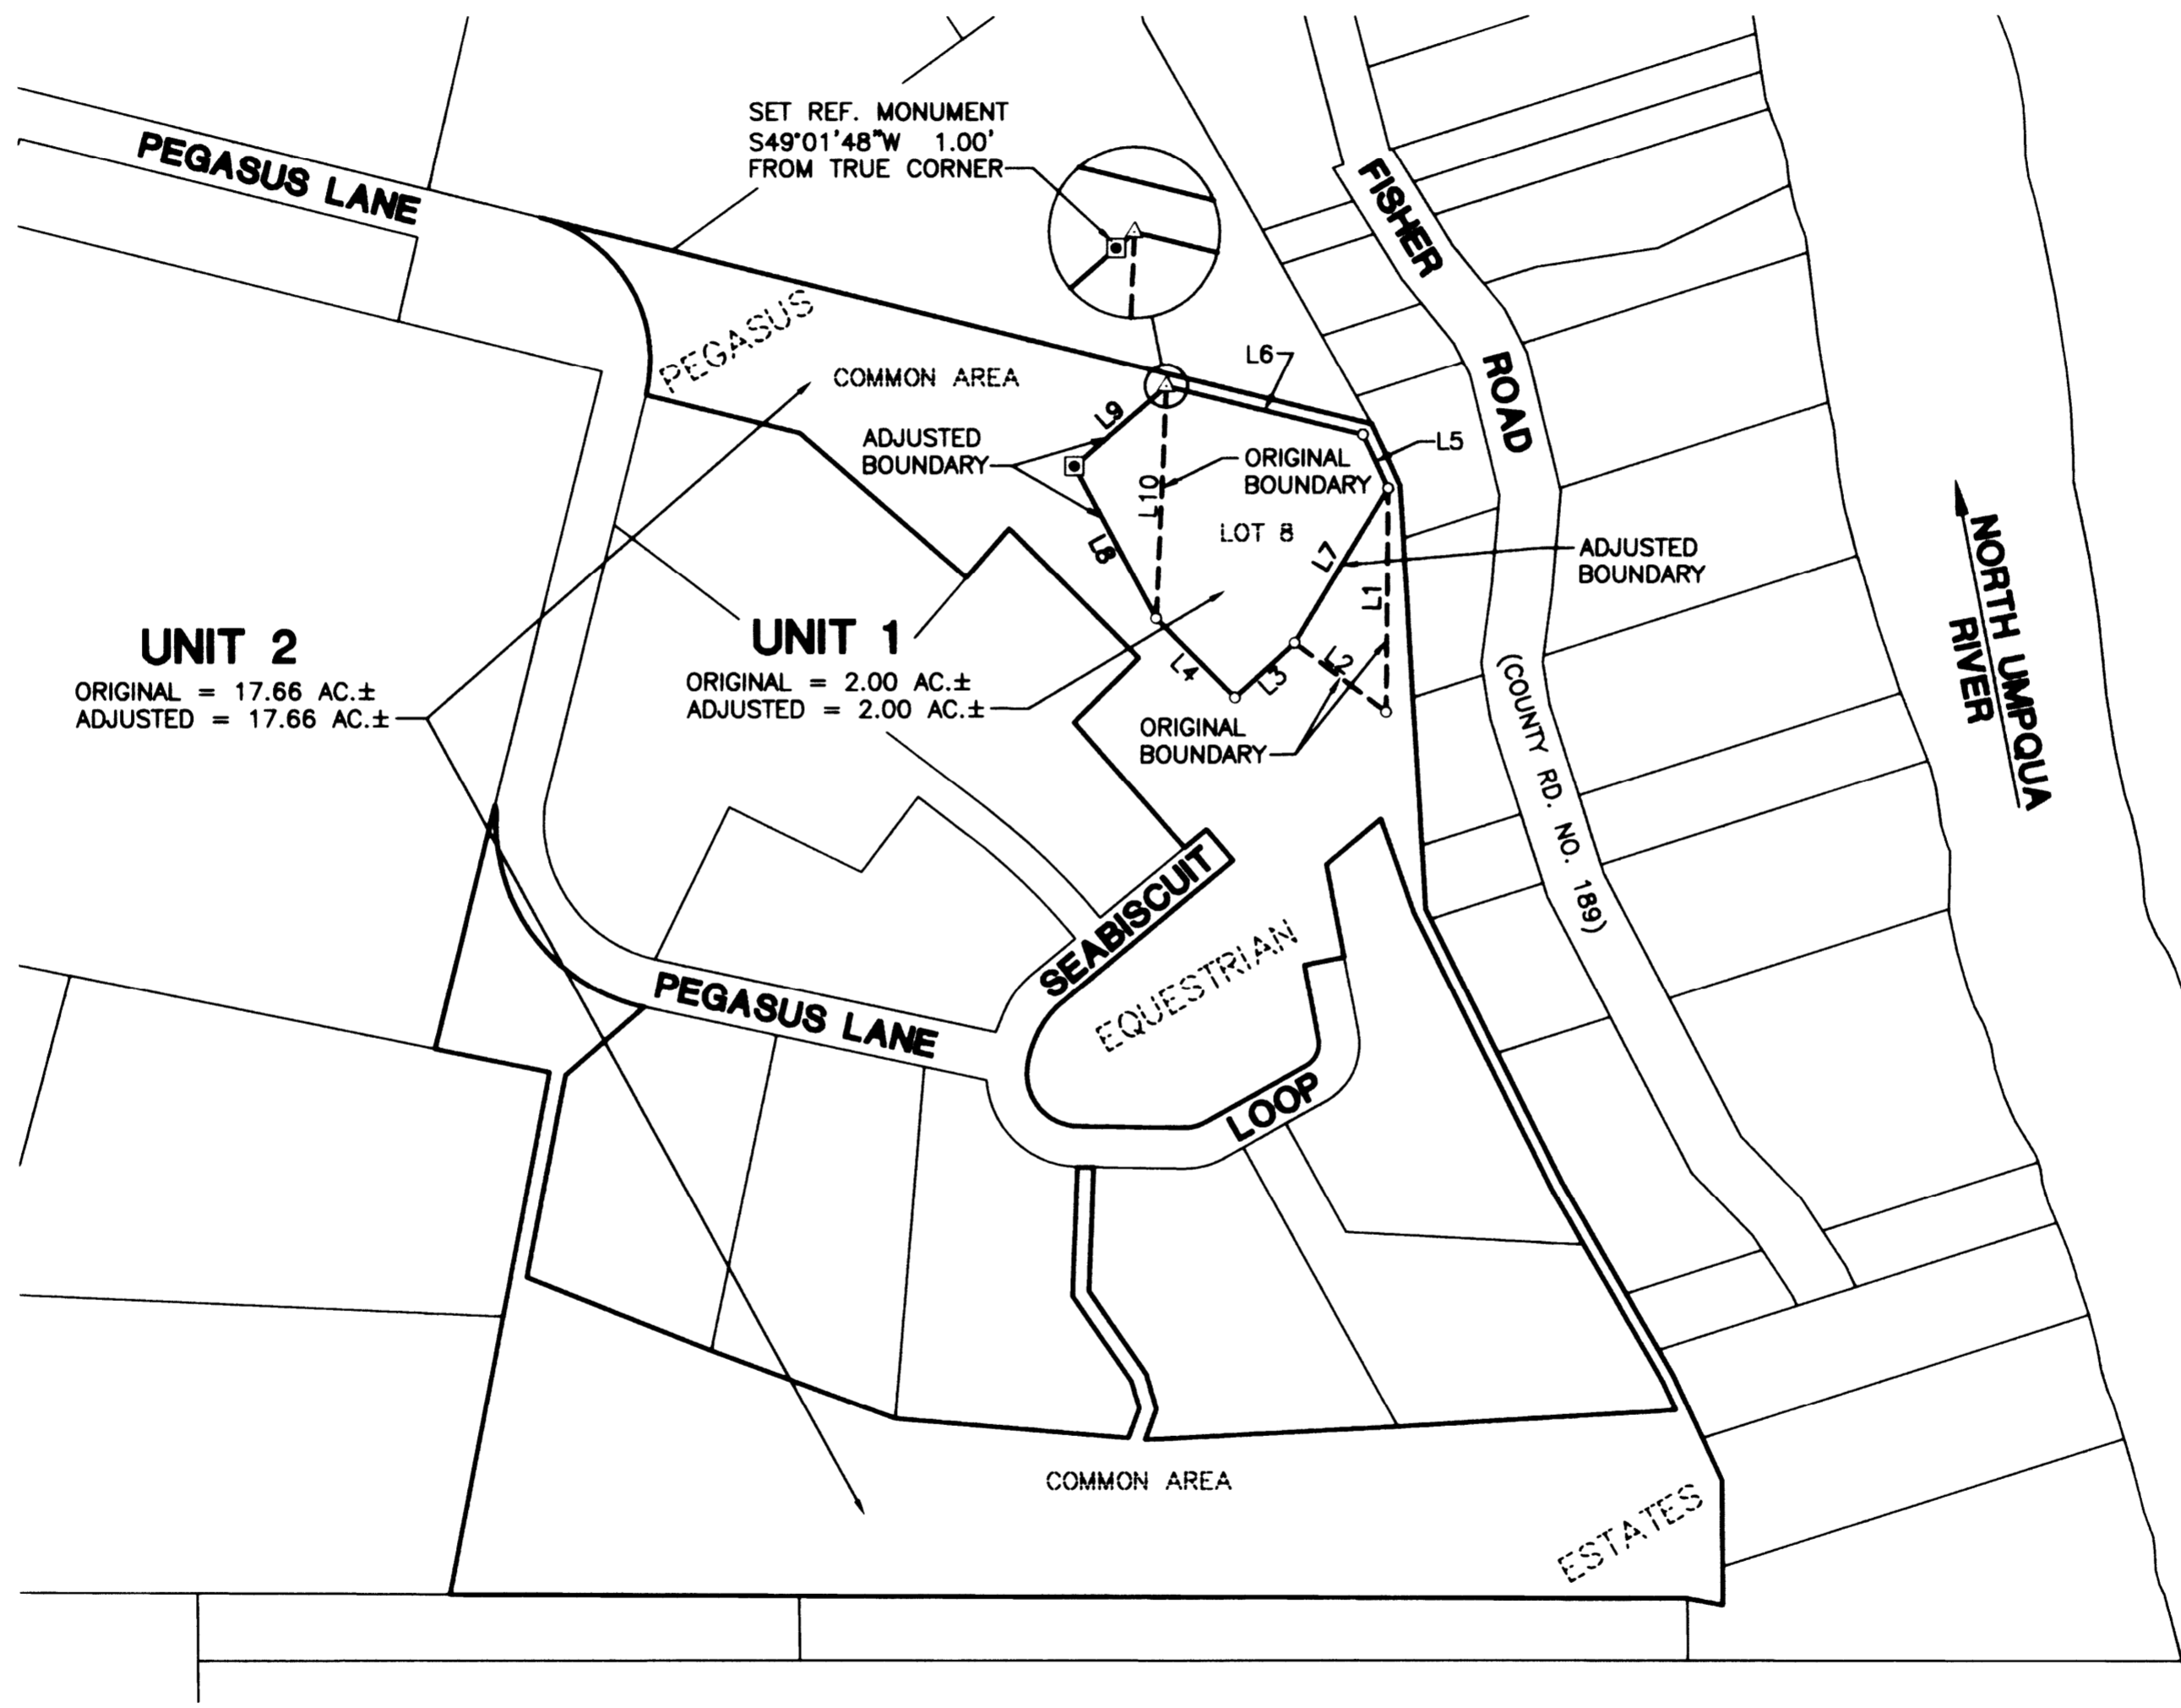 SET REF. MONUMENT
S49°01'48"W 1.00'
FROM TRUE CORNER
PEGASUS LANE
FISHER
ROAD
PEGASUS
COMMON AREA
L6
L5
L9
ADJUSTED
BOUNDARY
ORIGINAL
BOUNDARY
L10
LOT 8
L8
L7
L1
ADJUSTED
BOUNDARY
NORTH UMPQUA
RIVER
UNIT 2
ORIGINAL = 17.66 AC.±
ADJUSTED = 17.66 AC.±
UNIT 1
ORIGINAL = 2.00 AC.±
ADJUSTED = 2.00 AC.±
L4
L3
L2
ORIGINAL
BOUNDARY
(COUNTY RD. NO. 189)
SEABISCUIT
EQUESTRIAN
PEGASUS LANE
LOOP
COMMON AREA
ESTATES